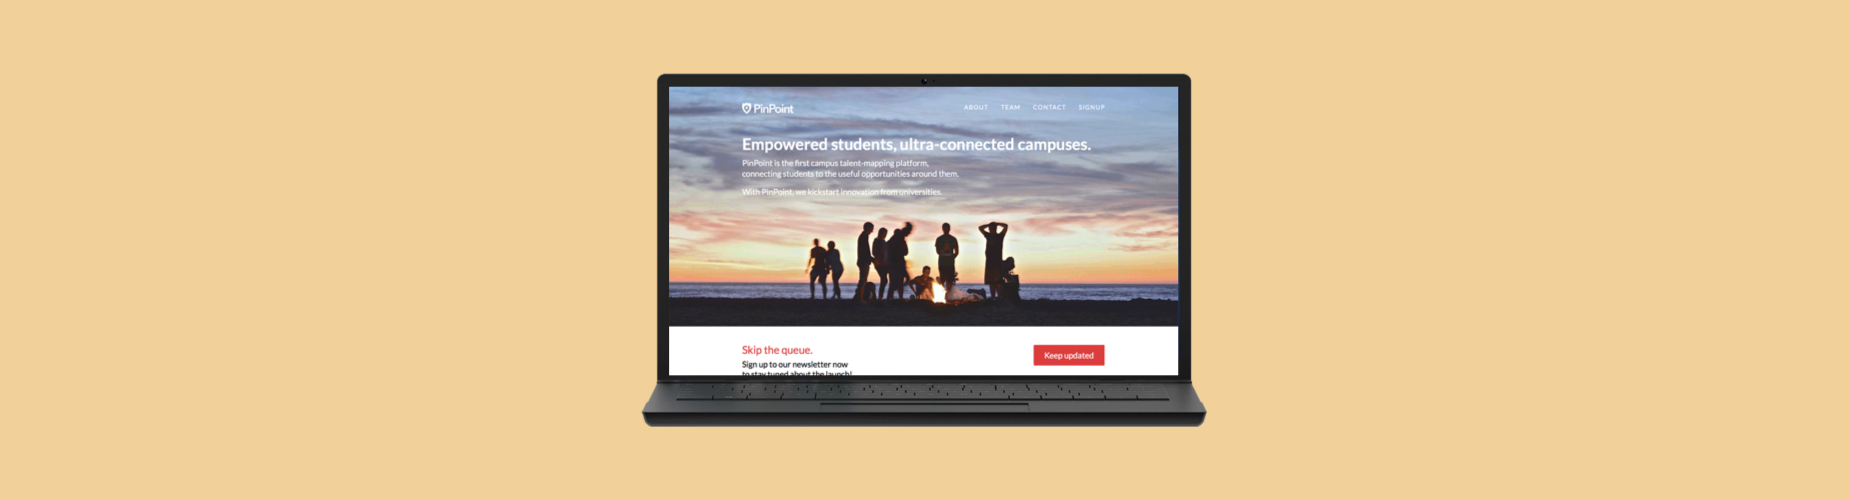 PinPoint
ABOUT TEAM CONTACT SIGNUP
Empowered students, ultra-connected campuses.
PinPoint is the first campus talent-mapping platform,
connecting students to the useful opportunities around them.
With PinPoint, we kickstart innovation from universities.
Skip the queue.
Sign up to our newsletter now
to stay tuned about the launch!
Keep updated